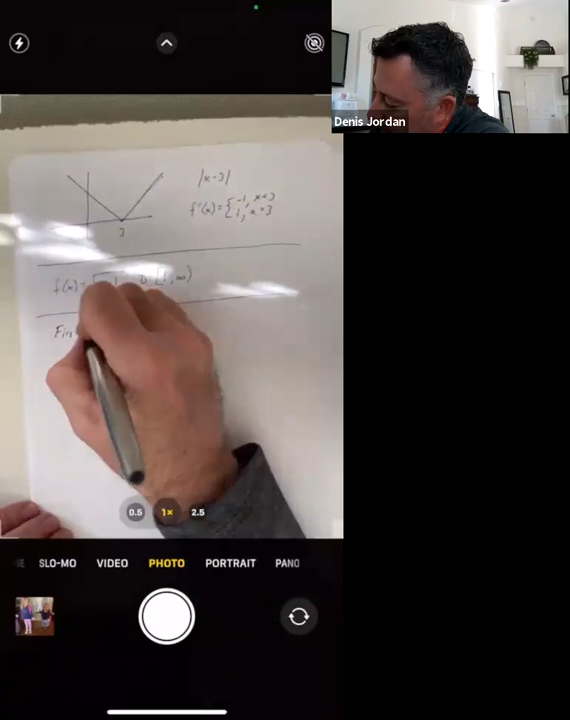 Denis Jordan
|x-3|
f'(x)={ -1, x<3
1, x>3
3
f(x)=
, ∞)
Firs
0.5 1× 2.5
SLO-MO VIDEO PHOTO PORTRAIT PANO